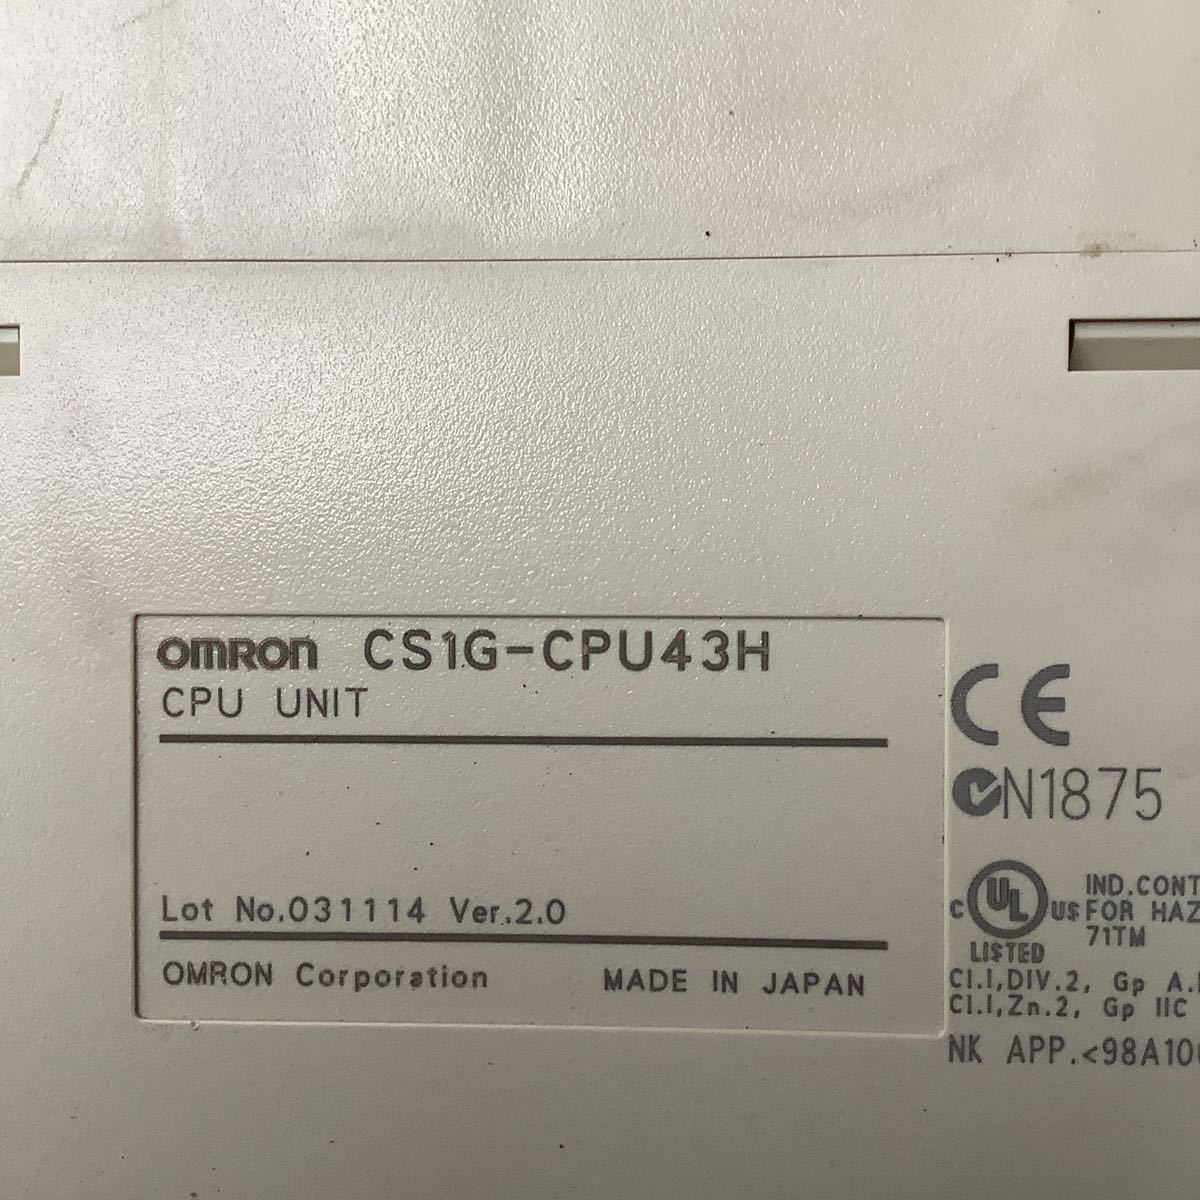 OMRON CS1G-CPU43H
CPU UNIT
Lot No.031114 Ver.2.0
OMRON Corporation MADE IN JAPAN
CE
N1875
C UL US
LISTED
IND.CONT
FOR HAZ
71TM
Cl.I,DIV.2, Gp A.
Cl.I,Zn.2, Gp IIC
NK APP.<98A10